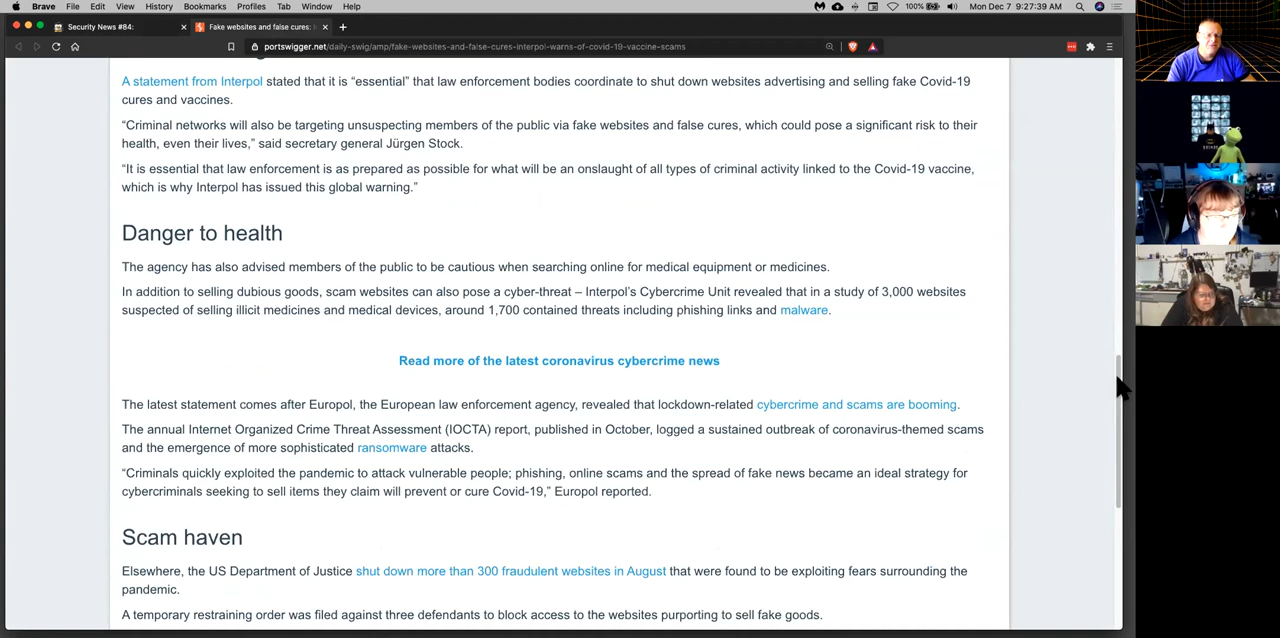 Brave File Edit View History Bookmarks Profiles Tab Window Help 100% Mon Dec 7 9:27:39 AM
Security News #84: Fake websites and false cures: I
portswigger.net/daily-swig/amp/fake-websites-and-false-cures-interpol-warns-of-covid-19-vaccine-scams
A statement from Interpol stated that it is “essential” that law enforcement bodies coordinate to shut down websites advertising and selling fake Covid-19
cures and vaccines.
“Criminal networks will also be targeting unsuspecting members of the public via fake websites and false cures, which could pose a significant risk to their
health, even their lives,” said secretary general Jürgen Stock.
“It is essential that law enforcement is as prepared as possible for what will be an onslaught of all types of criminal activity linked to the Covid-19 vaccine,
which is why Interpol has issued this global warning.”
Danger to health
The agency has also advised members of the public to be cautious when searching online for medical equipment or medicines.
In addition to selling dubious goods, scam websites can also pose a cyber-threat – Interpol’s Cybercrime Unit revealed that in a study of 3,000 websites
suspected of selling illicit medicines and medical devices, around 1,700 contained threats including phishing links and malware.
Read more of the latest coronavirus cybercrime news
The latest statement comes after Europol, the European law enforcement agency, revealed that lockdown-related cybercrime and scams are booming.
The annual Internet Organized Crime Threat Assessment (IOCTA) report, published in October, logged a sustained outbreak of coronavirus-themed scams
and the emergence of more sophisticated ransomware attacks.
“Criminals quickly exploited the pandemic to attack vulnerable people; phishing, online scams and the spread of fake news became an ideal strategy for
cybercriminals seeking to sell items they claim will prevent or cure Covid-19,” Europol reported.
Scam haven
Elsewhere, the US Department of Justice shut down more than 300 fraudulent websites in August that were found to be exploiting fears surrounding the
pandemic.
A temporary restraining order was filed against three defendants to block access to the websites purporting to sell fake goods.